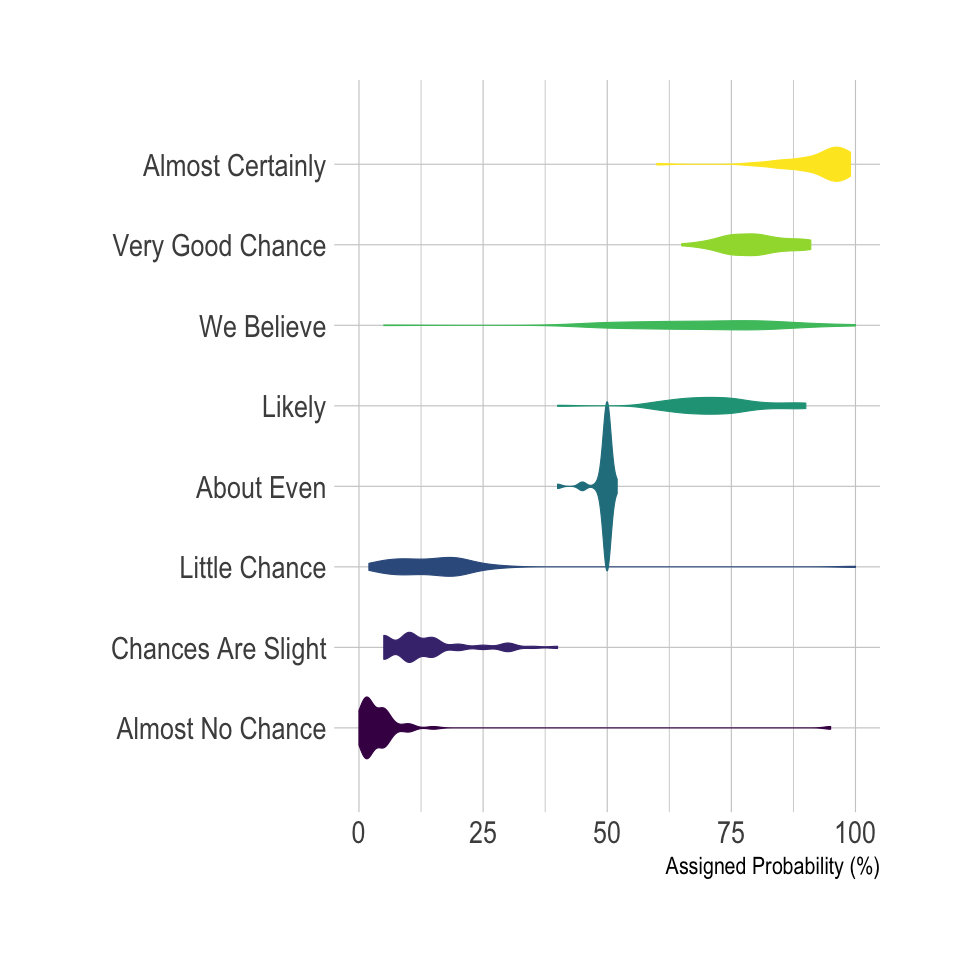 Almost Certainly
Very Good Chance
We Believe
Likely
About Even
Little Chance
Chances Are Slight
Almost No Chance
0 25 50 75 100
Assigned Probability (%)